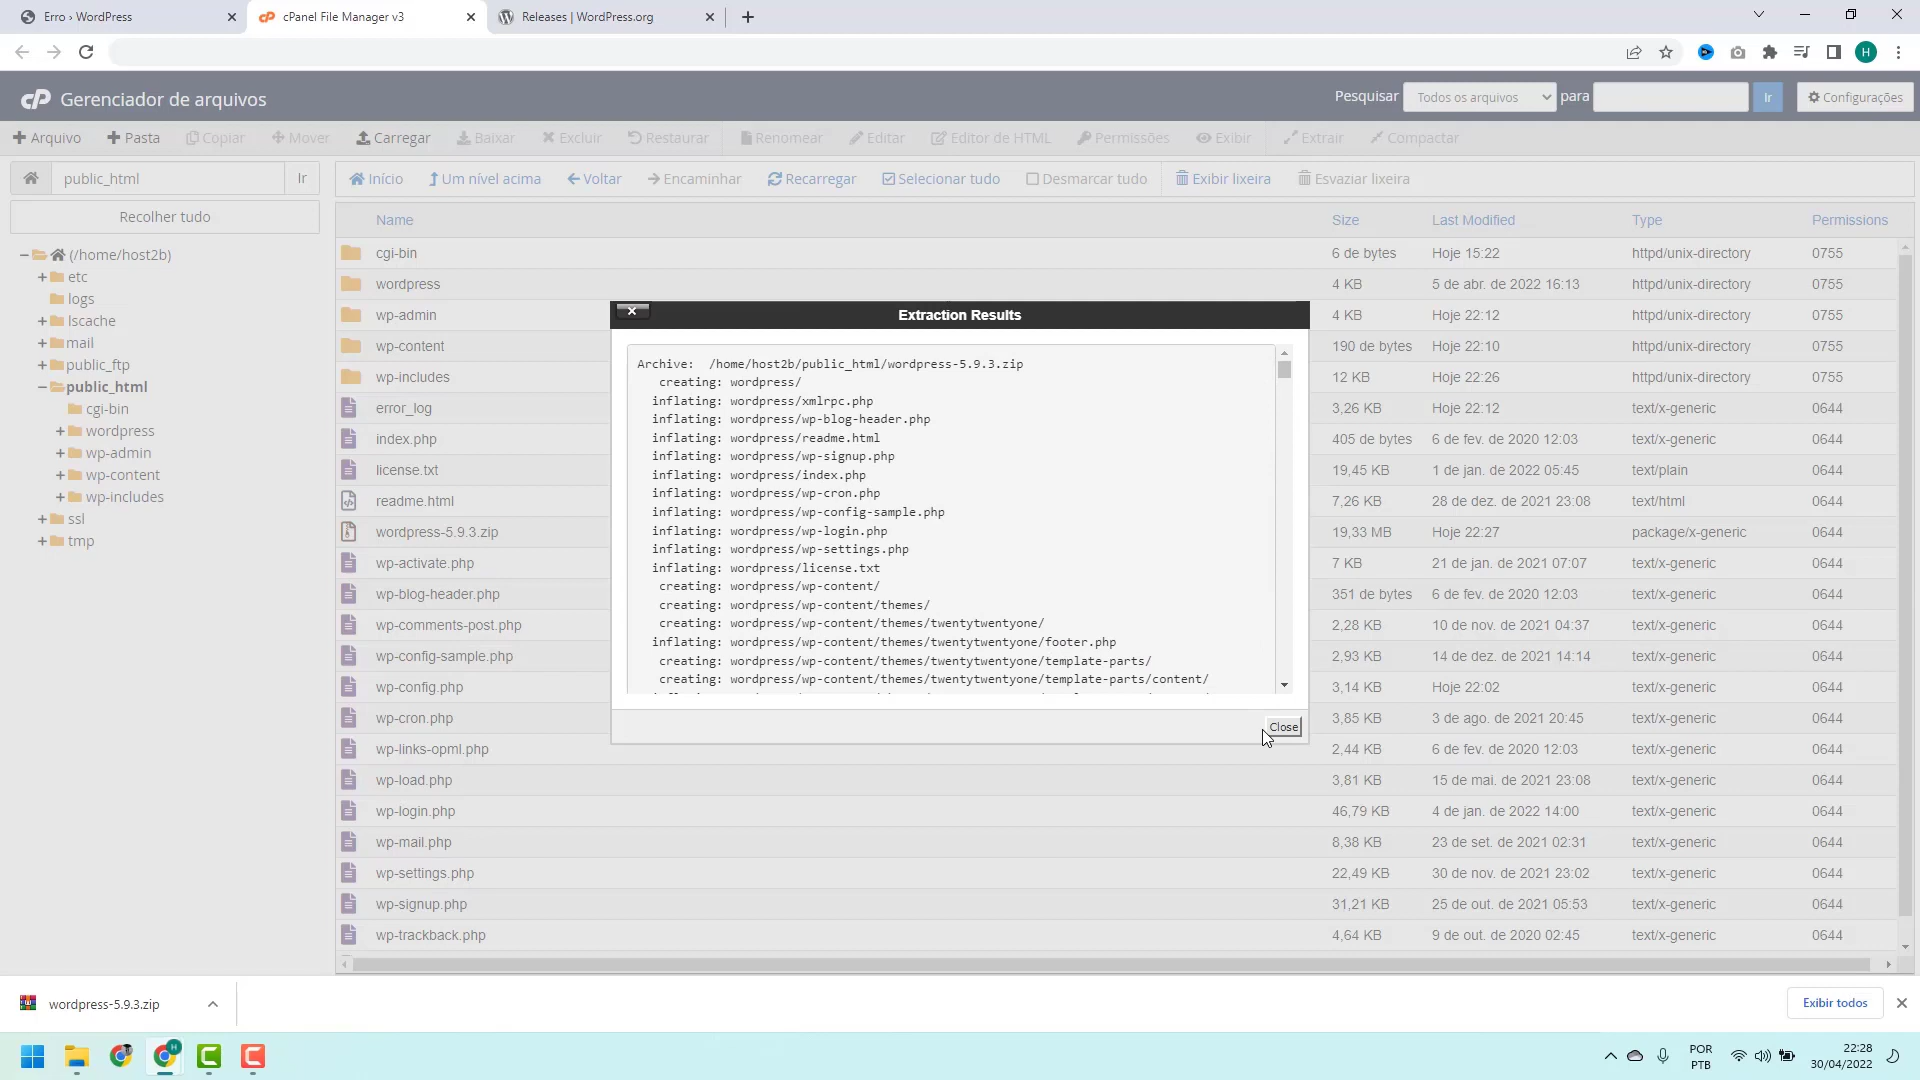 Erro › WordPress
cPanel File Manager v3
Releases | WordPress.org
H
cP Gerenciador de arquivos
Pesquisar Todos os arquivos para Ir Configurações
Arquivo Pasta Copiar Mover Carregar Baixar Excluir Restaurar Renomear Editar Editor de HTML Permissões Exibir Extrair Compactar
public_html Ir
Início Um nível acima Voltar Encaminhar Recarregar Selecionar tudo Desmarcar tudo Exibir lixeira Esvaziar lixeira
Recolher tudo
(/home/host2b)
etc
logs
lscache
mail
public_ftp
public_html
cgi-bin
wordpress
wp-admin
wp-content
wp-includes
ssl
tmp
Name Size Last Modified Type Permissions
cgi-bin 6 de bytes Hoje 15:22 httpd/unix-directory 0755
wordpress 4 KB 5 de abr. de 2022 16:13 httpd/unix-directory 0755
wp-admin 4 KB Hoje 22:12 httpd/unix-directory 0755
wp-content 190 de bytes Hoje 22:10 httpd/unix-directory 0755
wp-includes 12 KB Hoje 22:26 httpd/unix-directory 0755
error_log 3,26 KB Hoje 22:12 text/x-generic 0644
index.php 405 de bytes 6 de fev. de 2020 12:03 text/x-generic 0644
license.txt 19,45 KB 1 de jan. de 2022 05:45 text/plain 0644
readme.html 7,26 KB 28 de dez. de 2021 23:08 text/html 0644
wordpress-5.9.3.zip 19,33 MB Hoje 22:27 package/x-generic 0644
wp-activate.php 7 KB 21 de jan. de 2021 07:07 text/x-generic 0644
wp-blog-header.php 351 de bytes 6 de fev. de 2020 12:03 text/x-generic 0644
wp-comments-post.php 2,28 KB 10 de nov. de 2021 04:37 text/x-generic 0644
wp-config-sample.php 2,93 KB 14 de dez. de 2021 14:14 text/x-generic 0644
wp-config.php 3,14 KB Hoje 22:02 text/x-generic 0644
wp-cron.php 3,85 KB 3 de ago. de 2021 20:45 text/x-generic 0644
wp-links-opml.php 2,44 KB 6 de fev. de 2020 12:03 text/x-generic 0644
wp-load.php 3,81 KB 15 de mai. de 2021 23:08 text/x-generic 0644
wp-login.php 46,79 KB 4 de jan. de 2022 14:00 text/x-generic 0644
wp-mail.php 8,38 KB 23 de set. de 2021 02:31 text/x-generic 0644
wp-settings.php 22,49 KB 30 de nov. de 2021 23:02 text/x-generic 0644
wp-signup.php 31,21 KB 25 de out. de 2021 05:53 text/x-generic 0644
wp-trackback.php 4,64 KB 9 de out. de 2020 02:45 text/x-generic 0644
Extraction Results
Archive: /home/host2b/public_html/wordpress-5.9.3.zip
creating: wordpress/
inflating: wordpress/xmlrpc.php
inflating: wordpress/wp-blog-header.php
inflating: wordpress/readme.html
inflating: wordpress/wp-signup.php
inflating: wordpress/index.php
inflating: wordpress/wp-cron.php
inflating: wordpress/wp-config-sample.php
inflating: wordpress/wp-login.php
inflating: wordpress/wp-settings.php
inflating: wordpress/license.txt
creating: wordpress/wp-content/
creating: wordpress/wp-content/themes/
creating: wordpress/wp-content/themes/twentytwentyone/
inflating: wordpress/wp-content/themes/twentytwentyone/footer.php
creating: wordpress/wp-content/themes/twentytwentyone/template-parts/
creating: wordpress/wp-content/themes/twentytwentyone/template-parts/content/
Close
wordpress-5.9.3.zip
Exibir todos
POR
PTB
22:28
30/04/2022